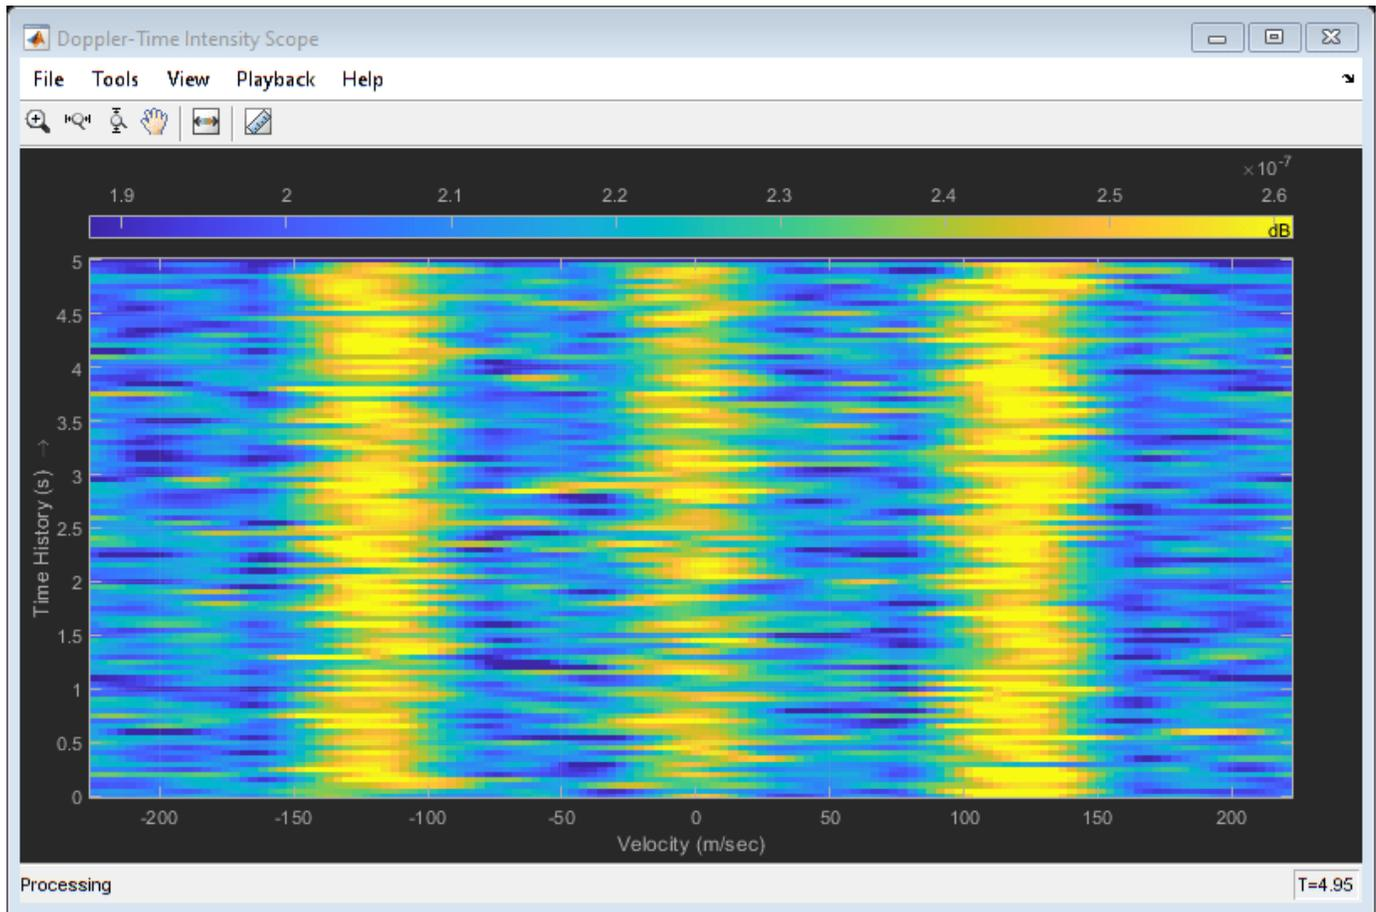 Doppler-Time Intensity Scope
File Tools View Playback Help
×10-7
1.9 2 2.1 2.2 2.3 2.4 2.5 2.6
dB
5
4.5
4
3.5
3
2.5
2
1.5
1
0.5
0
Time History (s) →
-200 -150 -100 -50 0 50 100 150 200
Velocity (m/sec)
Processing T=4.95